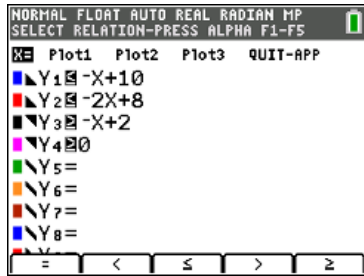 NORMAL FLOAT AUTO REAL RADIAN MP
SELECT RELATION-PRESS ALPHA F1-F5
X= Plot1 Plot2 Plot3 QUIT-APP
Y₁≤ -X+10
Y₂≤ -2X+8
Y₃≥ -X+2
Y₄≥0
Y₅=
Y₆=
Y₇=
Y₈=
= < ≤ > ≥